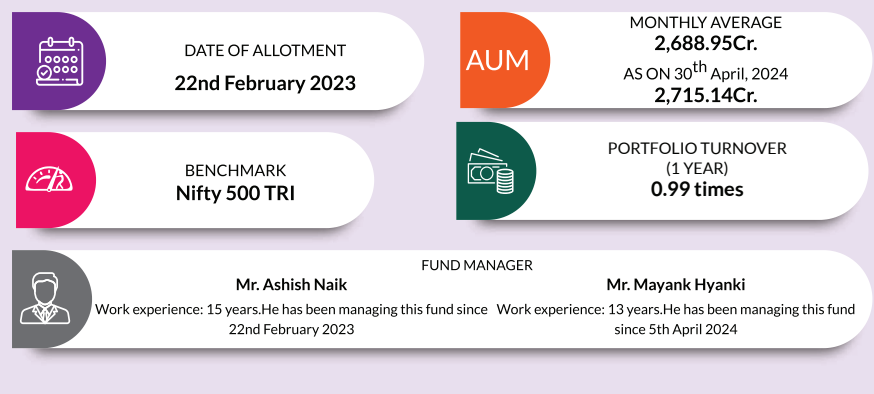 DATE OF ALLOTMENT
22nd February 2023
AUM
MONTHLY AVERAGE
2,688.95Cr.
AS ON 30th April, 2024
2,715.14Cr.
BENCHMARK
Nifty 500 TRI
PORTFOLIO TURNOVER
(1 YEAR)
0.99 times
FUND MANAGER
Mr. Ashish Naik
Work experience: 15 years.He has been managing this fund since
22nd February 2023
Mr. Mayank Hyanki
Work experience: 13 years.He has been managing this fund
since 5th April 2024